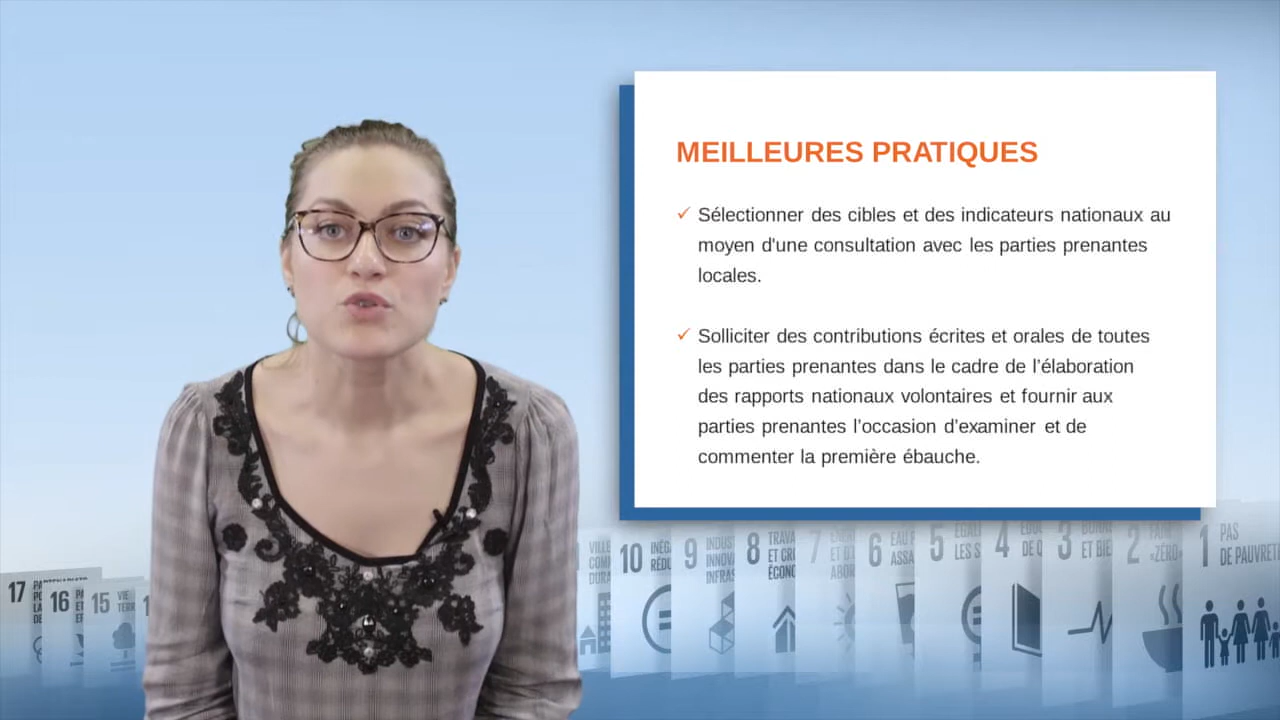 MEILLEURES PRATIQUES
✓ Sélectionner des cibles et des indicateurs nationaux au
moyen d'une consultation avec les parties prenantes
locales.
✓ Solliciter des contributions écrites et orales de toutes
les parties prenantes dans le cadre de l’élaboration
des rapports nationaux volontaires et fournir aux
parties prenantes l’occasion d’examiner et de
commenter la première ébauche.
17
16
15 VIE
10
9
8
7
6
5
4
3
2
«ZÉRO»
1 PAS
DE PAUVRET